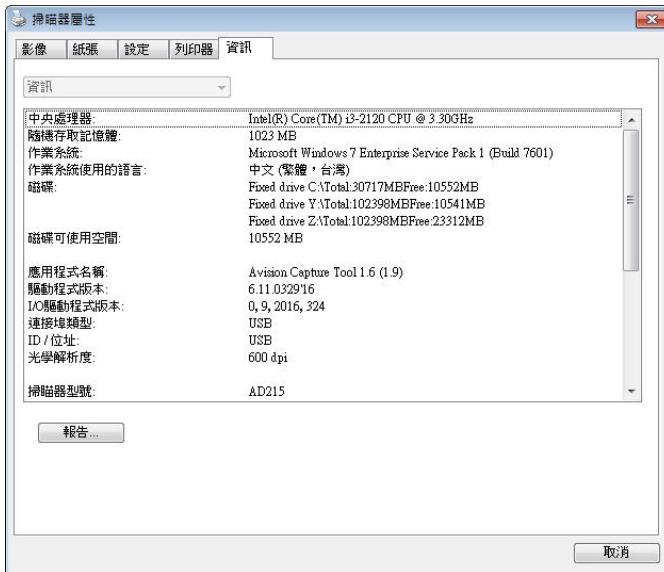 掃瞄器屬性
影像 紙張 設定 列印器 資訊
資訊
中央處理器: Intel(R) Core(TM) i3-2120 CPU @ 3.30GHz
隨機存取記憶體: 1023 MB
作業系統: Microsoft Windows 7 Enterprise Service Pack 1 (Build 7601)
作業系統使用的語言: 中文 (繁體，台灣)
磁碟: Fixed drive C:\Total:30717MBFree:10552MB
Fixed drive Y:\Total:102398MBFree:10541MB
Fixed drive Z:\Total:102398MBFree:23312MB
磁碟可使用空間: 10552 MB
應用程式名稱: Avision Capture Tool 1.6 (1.9)
驅動程式版本: 6.11.0329'16
I/O驅動程式版本: 0, 9, 2016, 324
連接埠類型: USB
ID / 位址: USB
光學解析度: 600 dpi
掃瞄器型號: AD215
報告...
取消